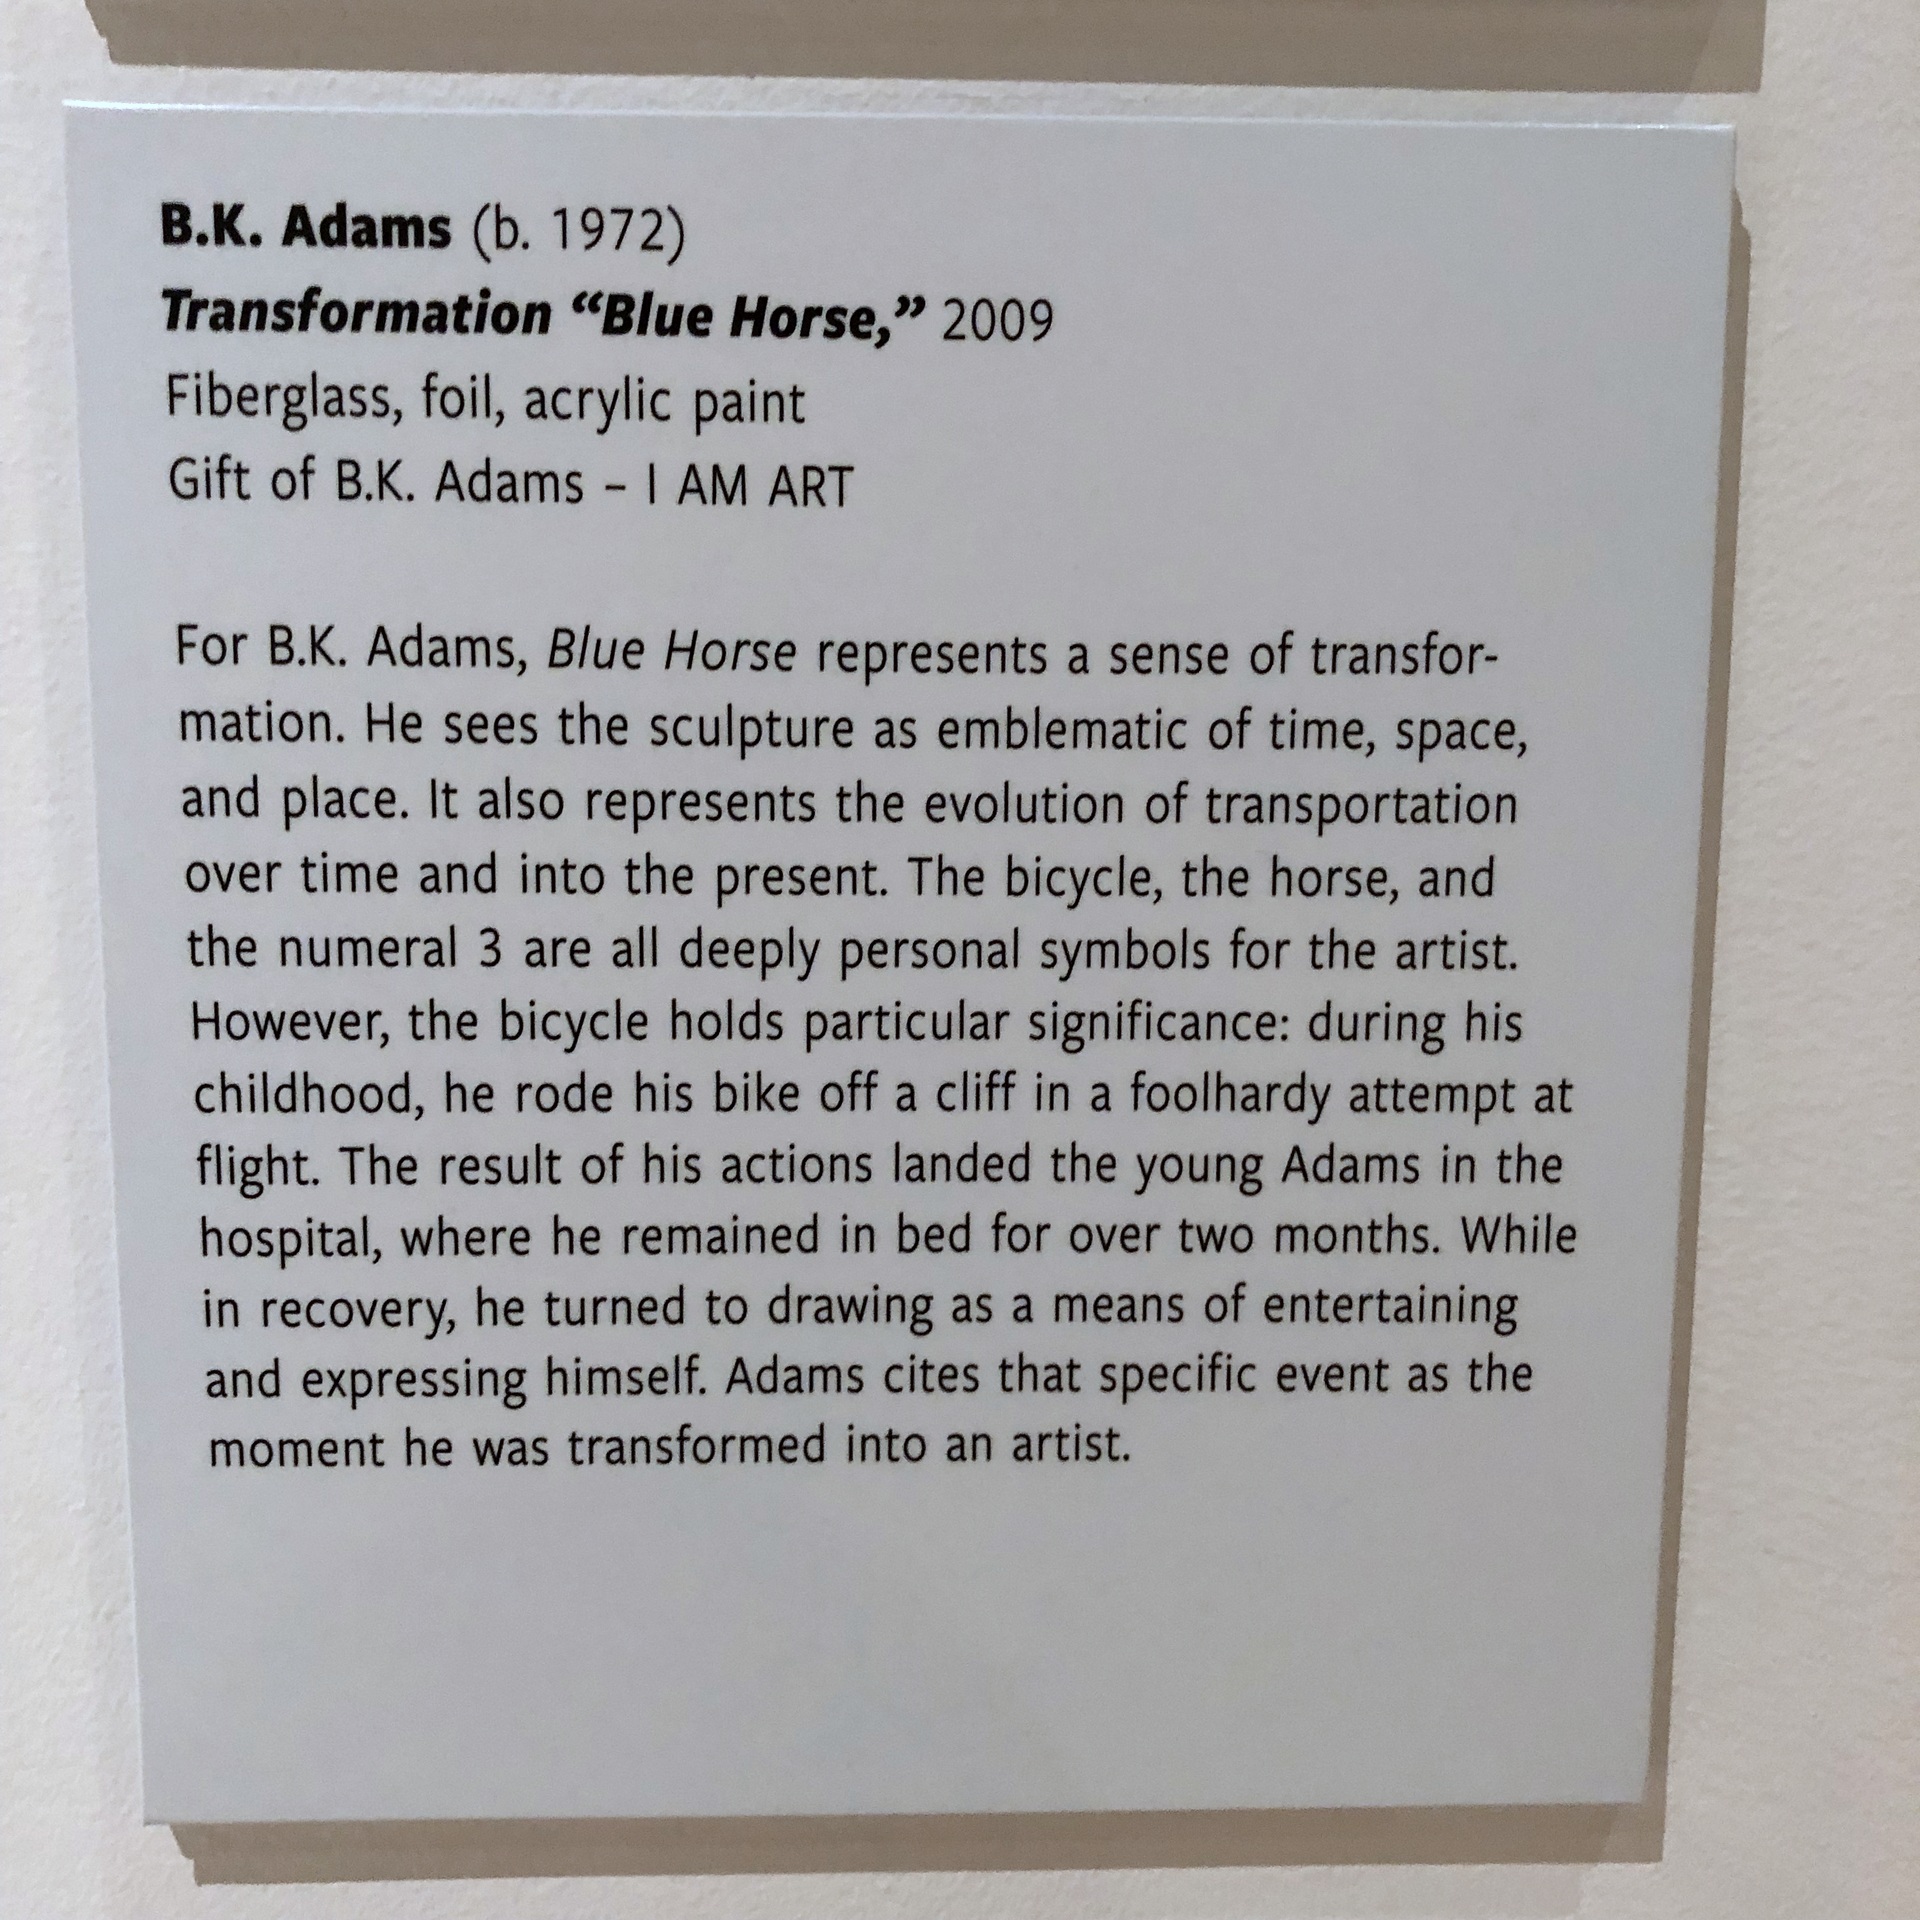 B.K. Adams (b. 1972)
Transformation “Blue Horse,” 2009
Fiberglass, foil, acrylic paint
Gift of B.K. Adams – I AM ART
For B.K. Adams, Blue Horse represents a sense of transfor-
mation. He sees the sculpture as emblematic of time, space,
and place. It also represents the evolution of transportation
over time and into the present. The bicycle, the horse, and
the numeral 3 are all deeply personal symbols for the artist.
However, the bicycle holds particular significance: during his
childhood, he rode his bike off a cliff in a foolhardy attempt at
flight. The result of his actions landed the young Adams in the
hospital, where he remained in bed for over two months. While
in recovery, he turned to drawing as a means of entertaining
and expressing himself. Adams cites that specific event as the
moment he was transformed into an artist.